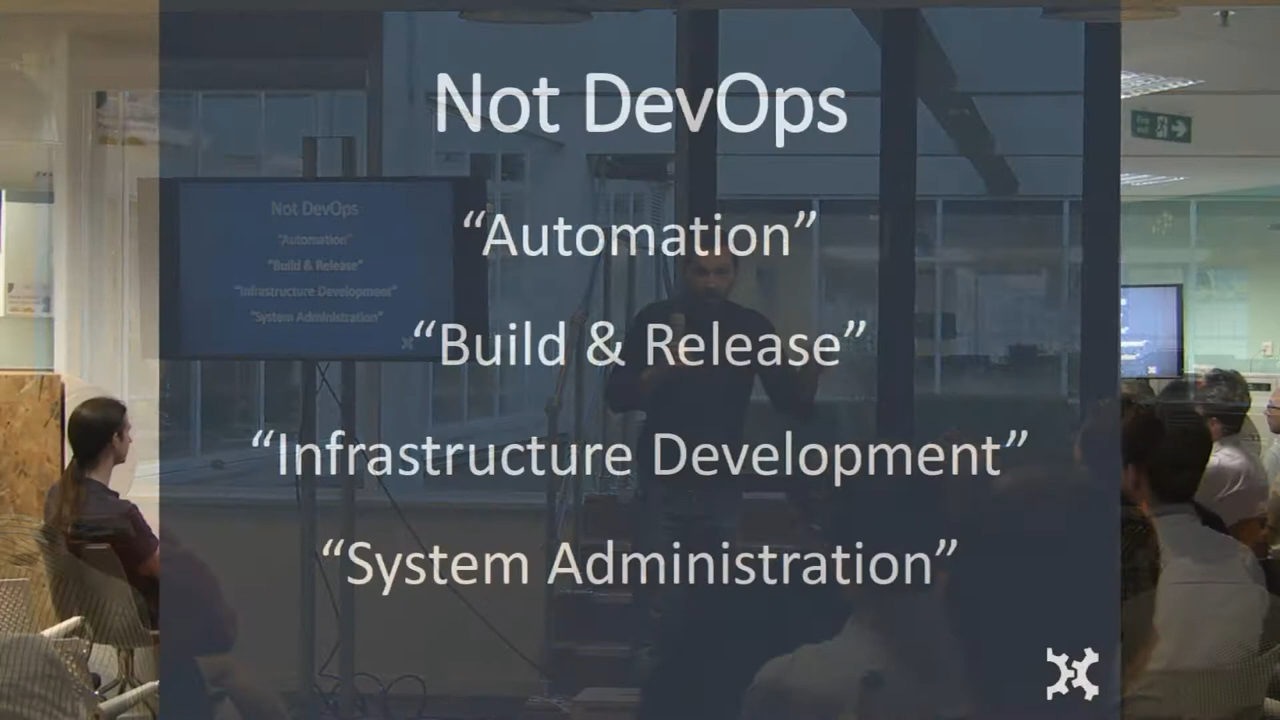 Not DevOps
“Automation”
“Build & Release”
“Infrastructure Development”
“System Administration”
Not DevOps
“Automation”
“Build & Release”
“Infrastructure Development”
“System Administration”